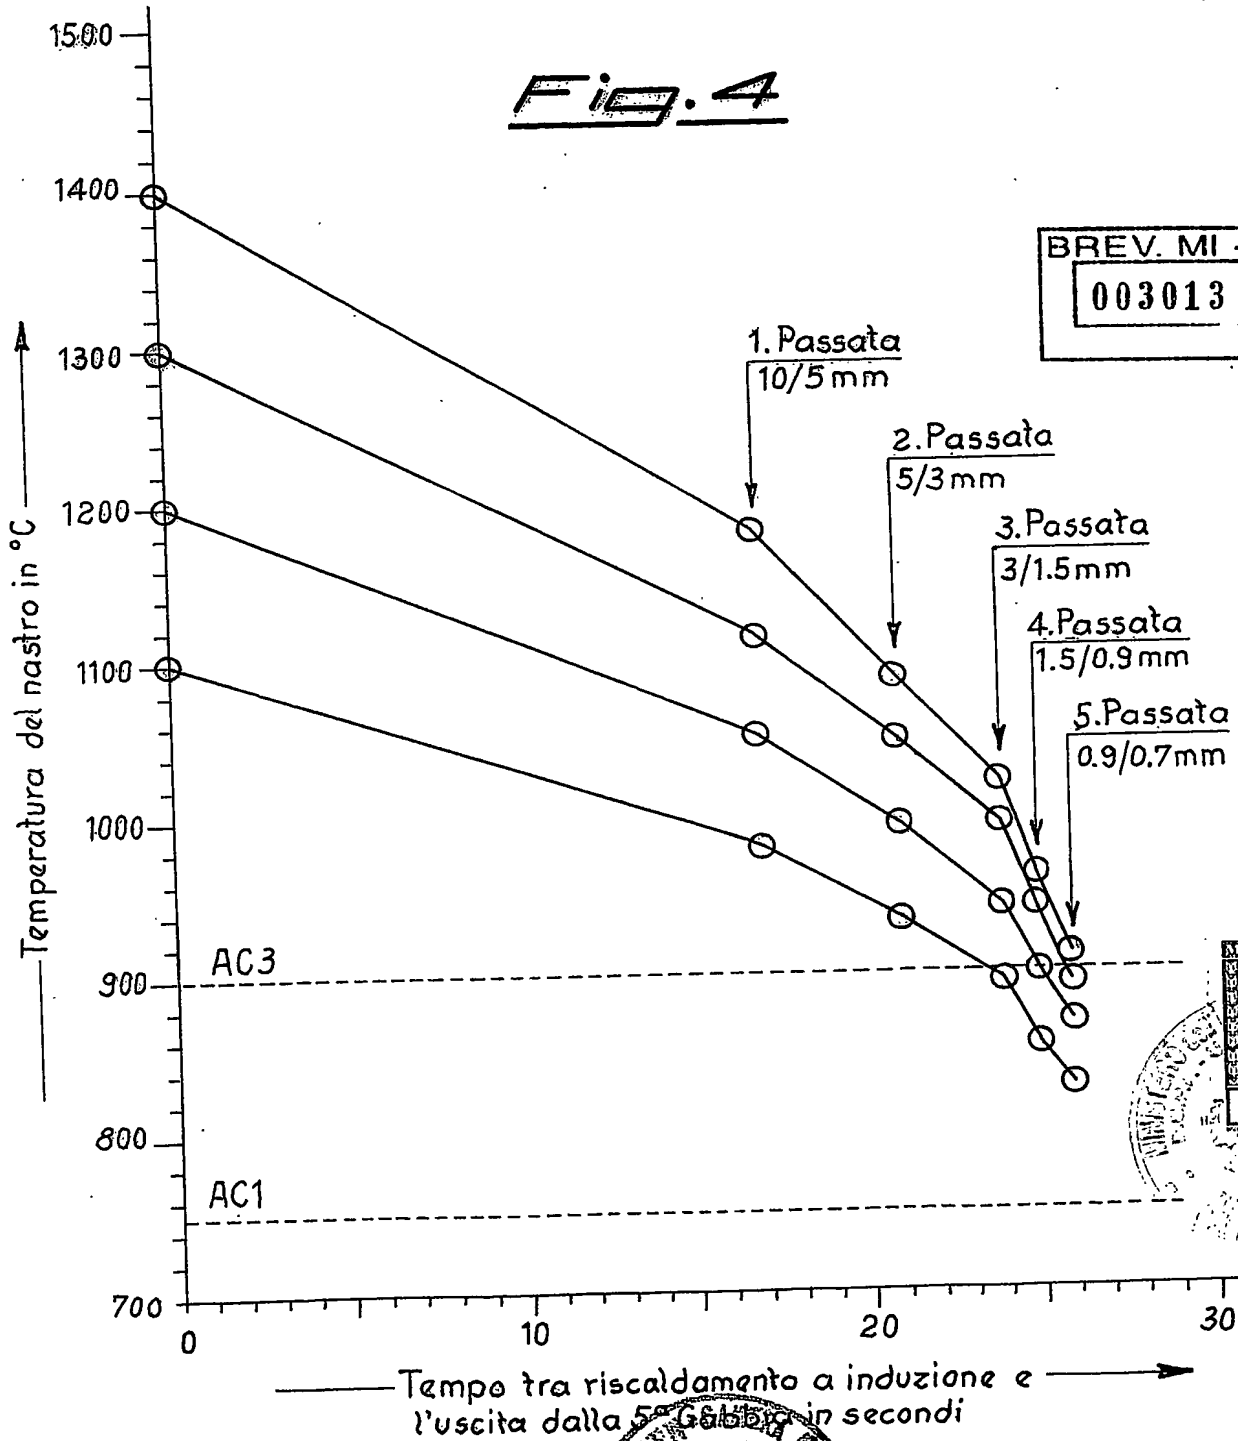 Fig. 4
BREV. MI
003013
1500
1400
1300
1200
1100
1000
900
800
700
Temperatura del nastro in °C
1. Passata
10/5 mm
2. Passata
5/3 mm
3. Passata
3/1.5 mm
4. Passata
1.5/0.9 mm
5. Passata
0.9/0.7 mm
AC3
AC1
0
10
20
30
Tempo tra riscaldamento a induzione e
l'uscita dalla 5ª Gabbia in secondi